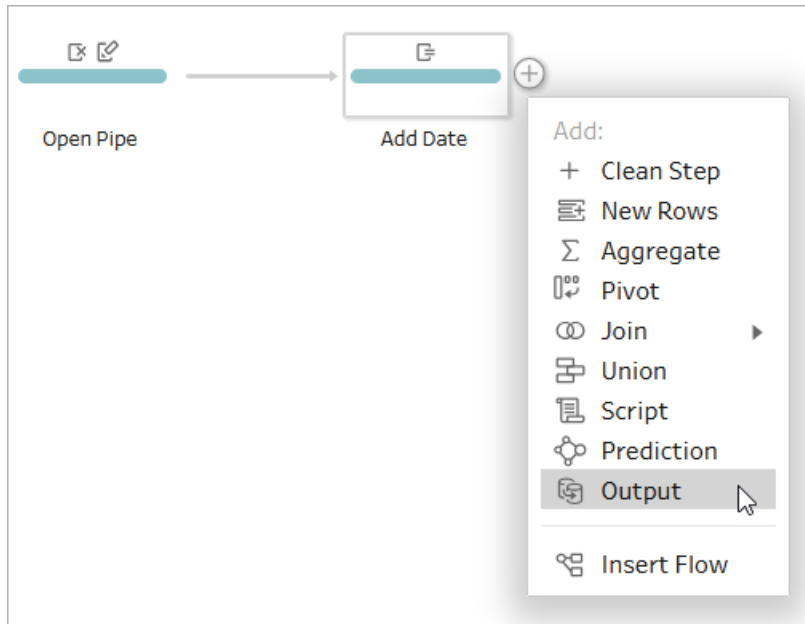 Open Pipe
Add Date
Add:
Clean Step
New Rows
Aggregate
Pivot
Join
Union
Script
Prediction
Output
Insert Flow